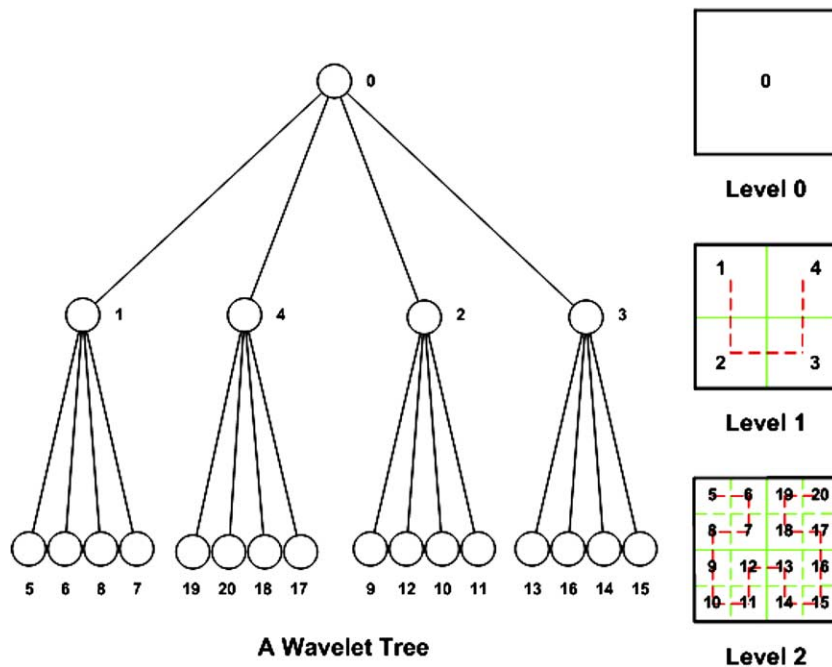 0
1 4 2 3
5 6 8 7 19 20 18 17 9 12 10 11 13 16 14 15
A Wavelet Tree
0
Level 0
1 4
2 3
Level 1
5 6 19 20
8 7 18 17
9 12 13 16
10 11 14 15
Level 2